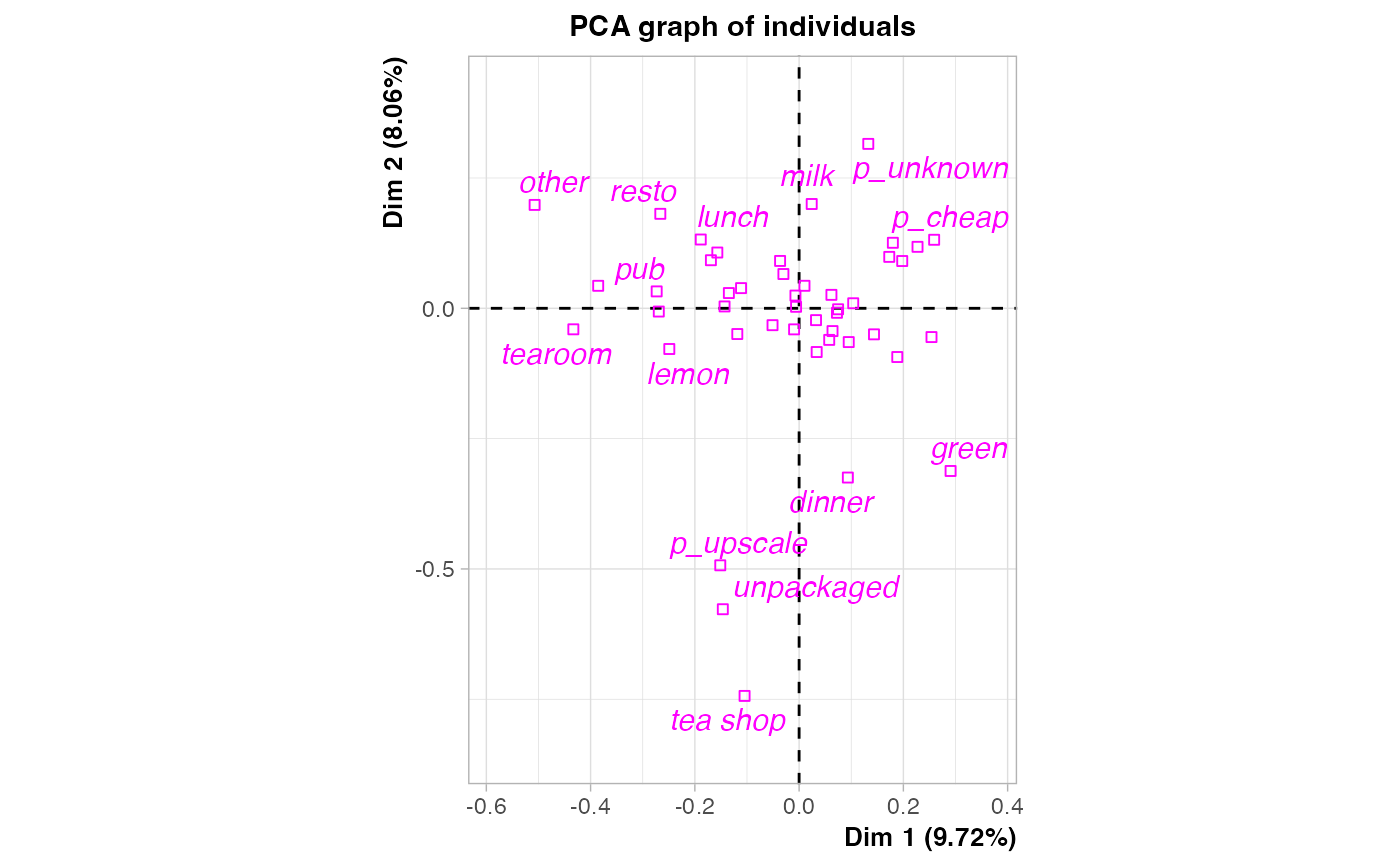 PCA graph of individuals
Dim 2 (8.06%)
p_unknown
milk
other
resto
lunch
p_cheap
pub
0.0
tearoom
lemon
green
dinner
p_upscale
-0.5
unpackaged
tea shop
-0.6
-0.4
-0.2
0.0
0.2
0.4
Dim 1 (9.72%)